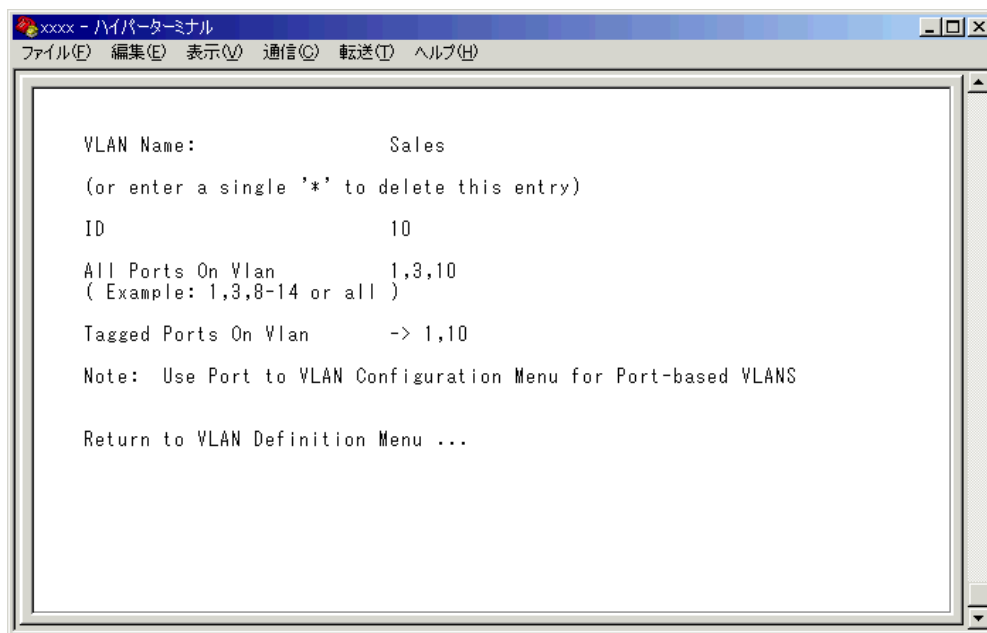 xxxx - ハイパーターミナル
ファイル(F) 編集(E) 表示(V) 通信(C) 転送(T) ヘルプ(H)
VLAN Name: Sales
(or enter a single '*' to delete this entry)
ID 10
All Ports On Vlan 1,3,10
( Example: 1,3,8-14 or all )
Tagged Ports On Vlan -> 1,10
Note: Use Port to VLAN Configuration Menu for Port-based VLANS
Return to VLAN Definition Menu ...